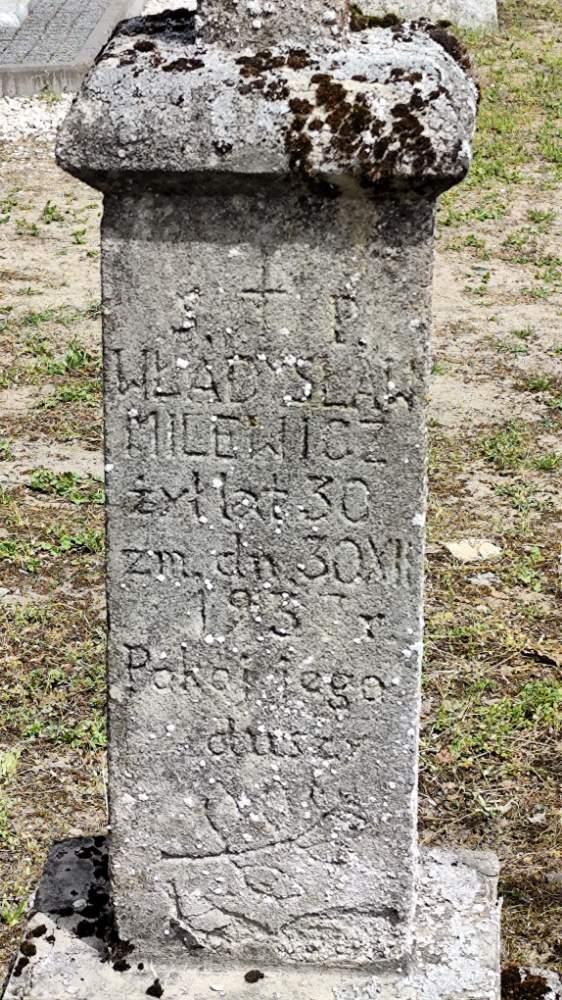 Ś. † P.
WŁADYSŁAW
MILEWICZ
żył lat 30
zm. dn. 30 XII
1937 r
Pokój jego
duszy